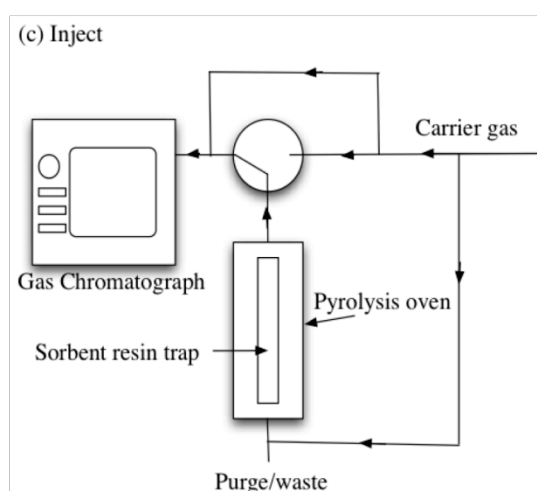 (c) Inject
Carrier gas
Gas Chromatograph
Pyrolysis oven
Sorbent resin trap
Purge/waste